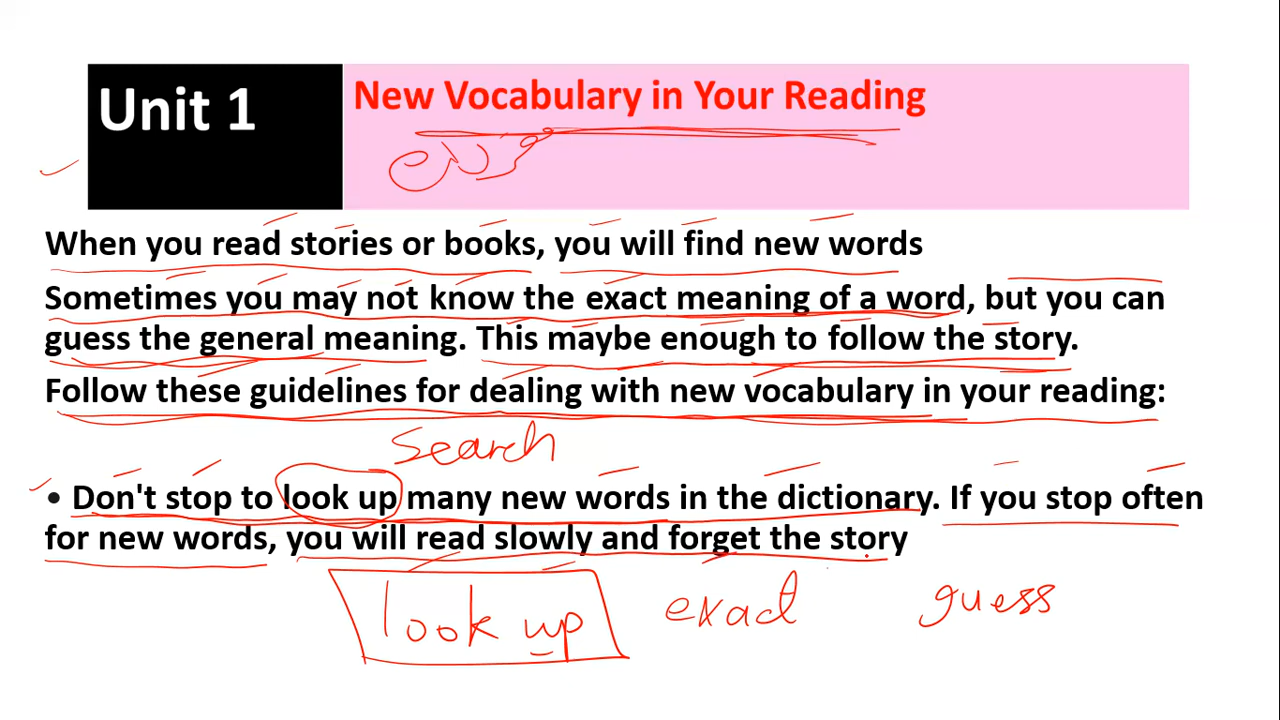 Unit 1
New Vocabulary in Your Reading
When you read stories or books, you will find new words
Sometimes you may not know the exact meaning of a word, but you can
guess the general meaning. This maybe enough to follow the story.
Follow these guidelines for dealing with new vocabulary in your reading:
search
• Don't stop to look up many new words in the dictionary. If you stop often
for new words, you will read slowly and forget the story
look up exact guess